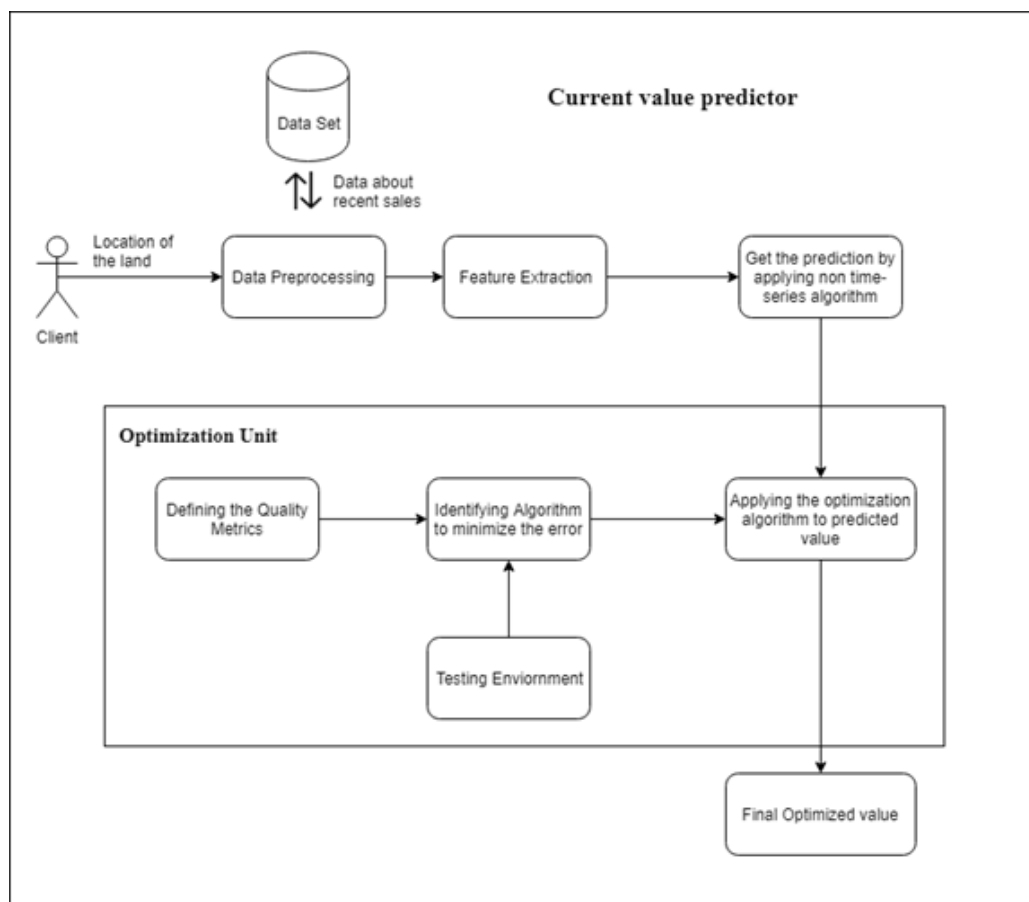 Current value predictor
Data Set
Data about
recent sales
Location of
the land
Client
Data Preprocessing
Feature Extraction
Get the prediction by
applying non time-
series algorithm
Optimization Unit
Defining the Quality
Metrics
Identifying Algorithm
to minimize the error
Applying the optimization
algorithm to predicted
value
Testing Enviornment
Final Optimized value